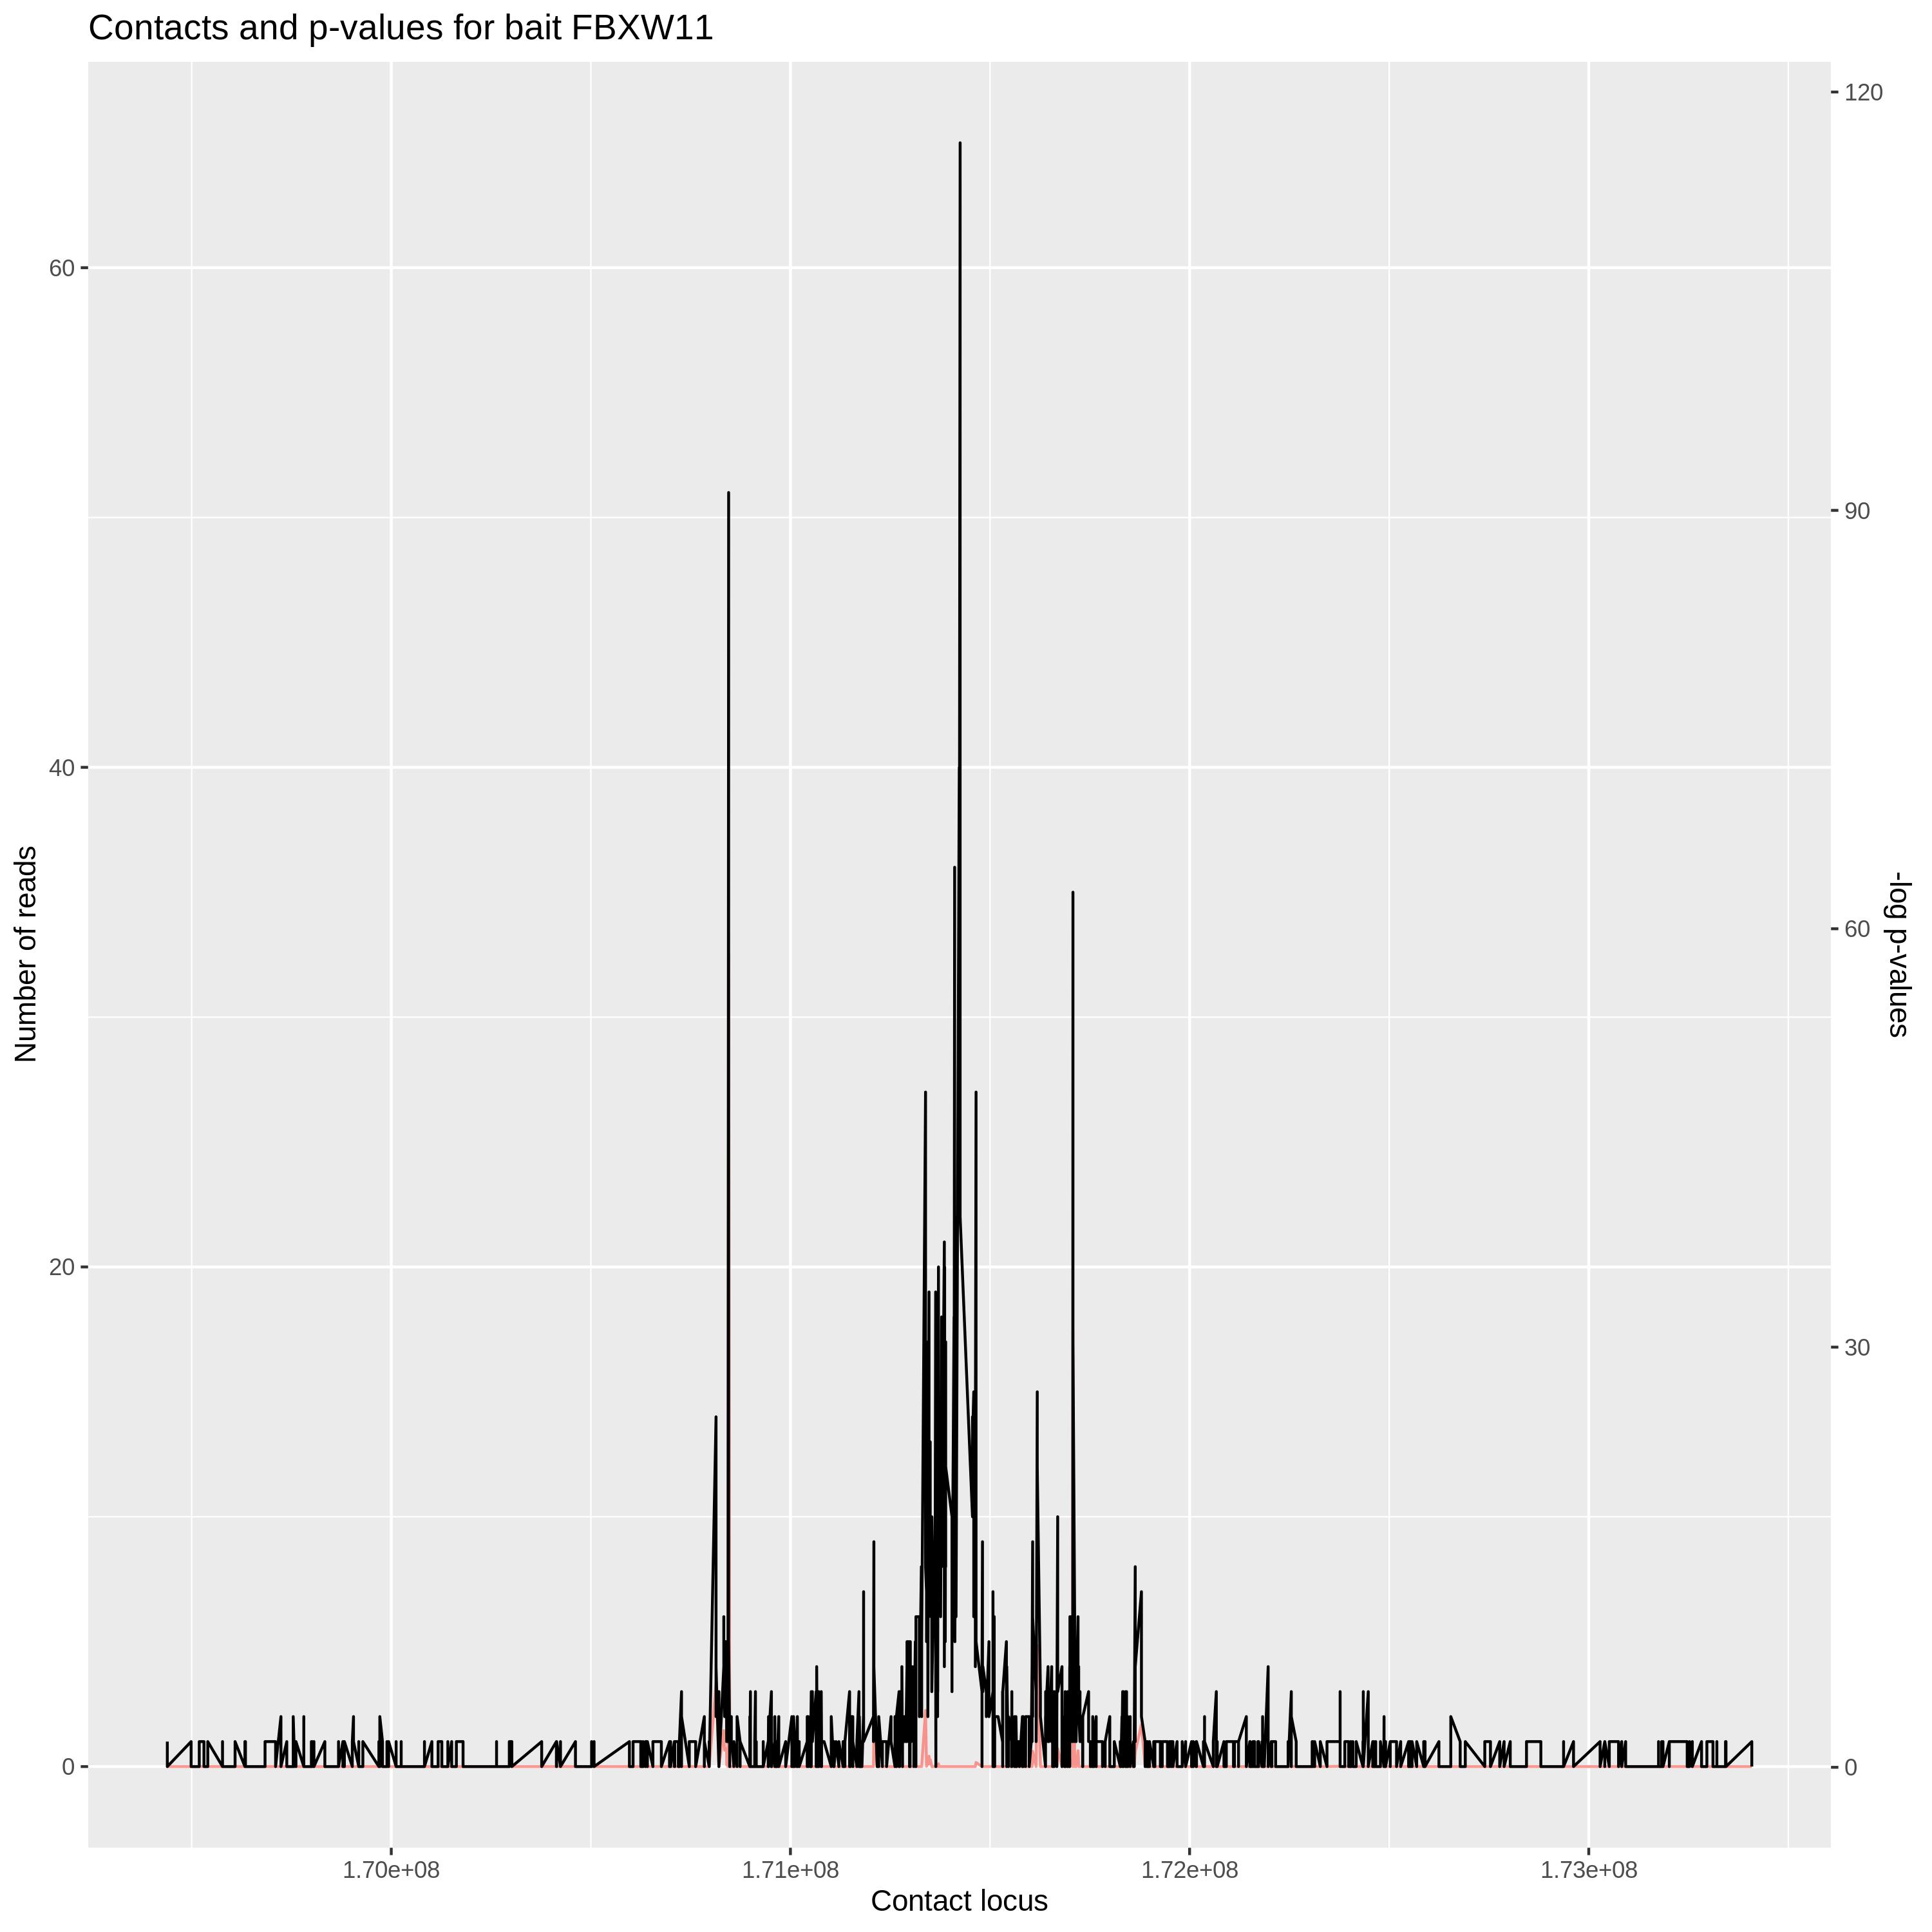 Contacts and p-values for bait FBXW11
120
60
90
40
Number of reads
-log p-values
60
20
30
0
0
1.70e+08
1.71e+08
1.72e+08
1.73e+08
Contact locus